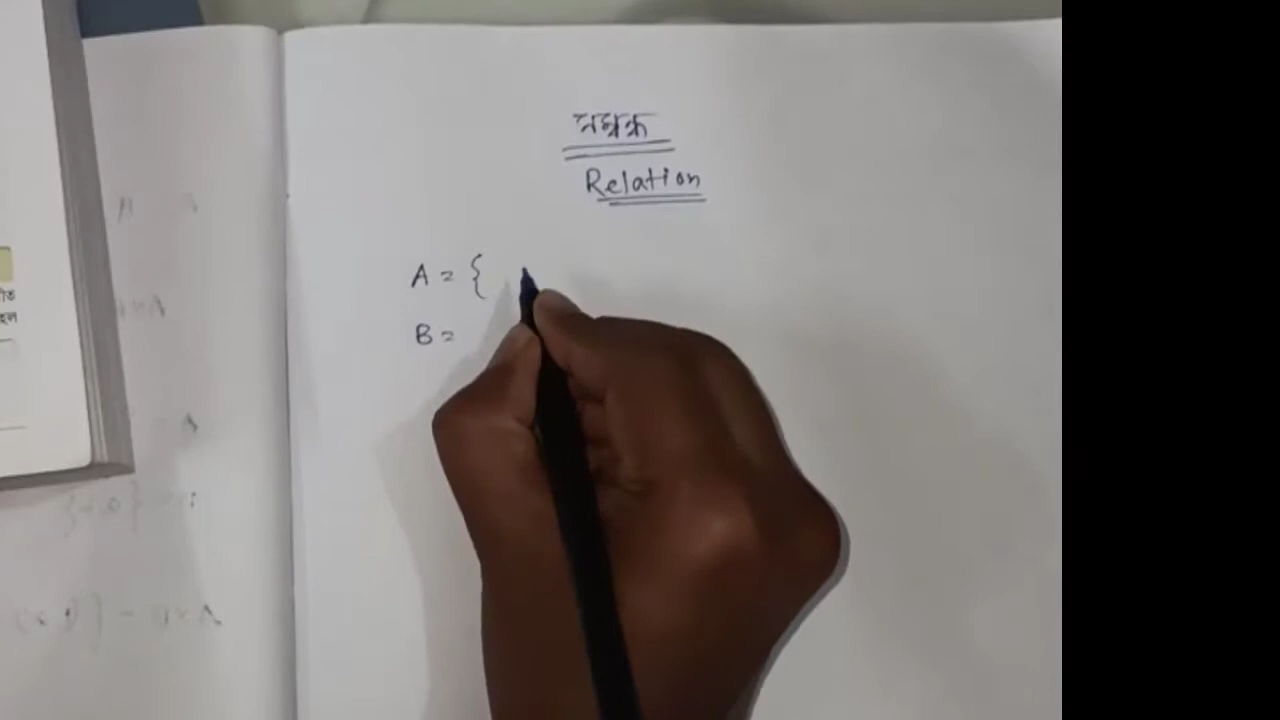 সম্বন্ধ
Relation
A = {
B =